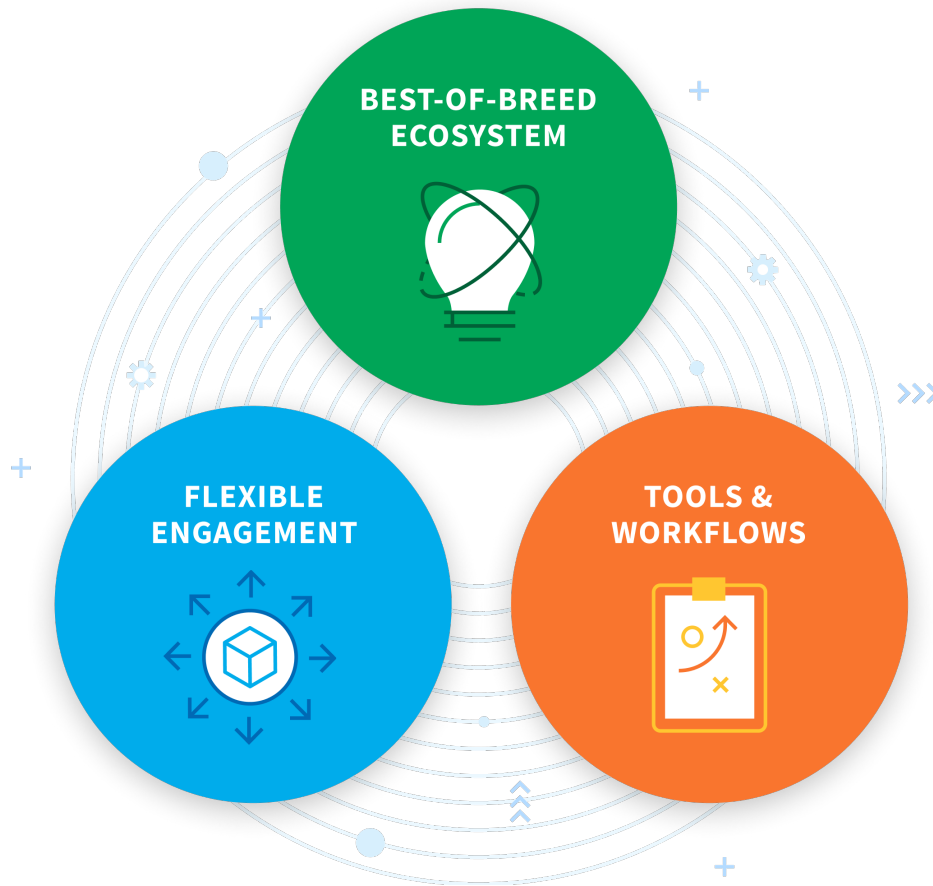 BEST-OF-BREED
ECOSYSTEM
FLEXIBLE
ENGAGEMENT
TOOLS &
WORKFLOWS